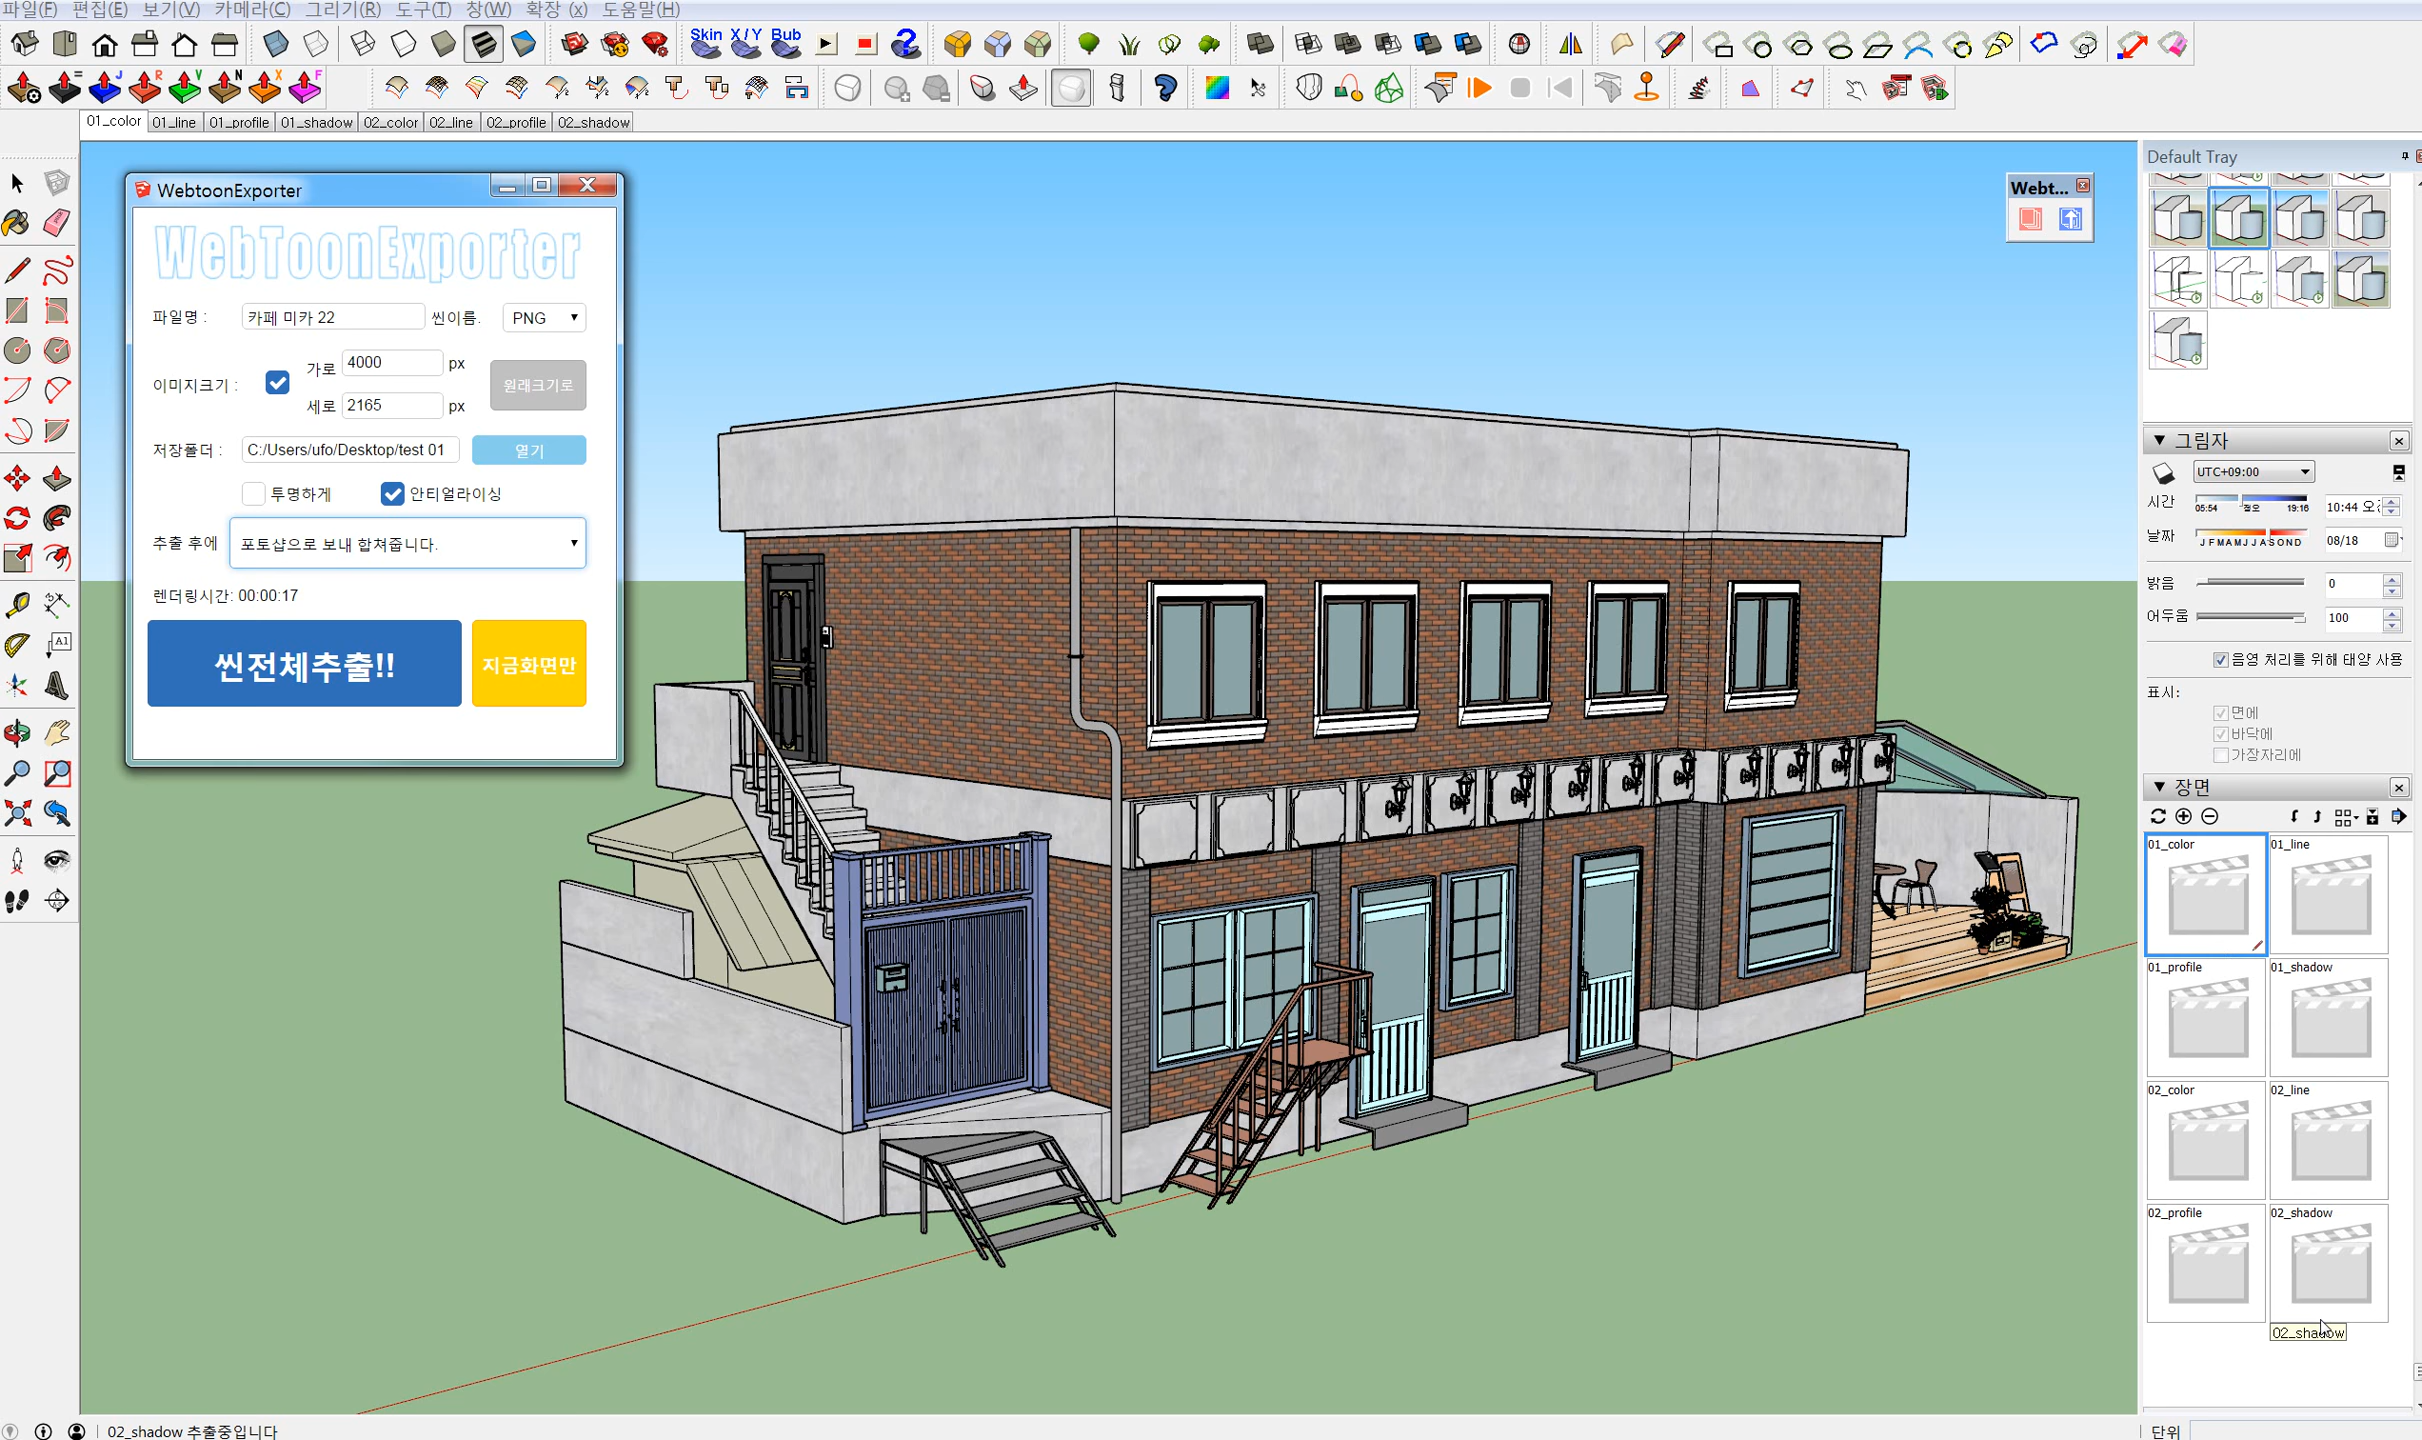 파일(F) 편집(E) 보기(V) 카메라(C) 그리기(R) 도구(T) 창(W) 확장 (x) 도움말(H)
Skin X/Y Bub
= J R V N X F
01_color 01_line 01_profile 01_shadow 02_color 02_line 02_profile 02_shadow
WebtoonExporter
WebToonExporter
파일명 : 카페 미카 22 씬이름. PNG
이미지크기 : 가로 4000 px 원래크기로
세로 2165 px
저장폴더 : C:/Users/ufo/Desktop/test 01 열기
투명하게 안티얼라이싱
추출 후에 포토샵으로 보내 합쳐줍니다.
렌더링시간: 00:00:17
씬전체추출!! 지금화면만
A1
Webt...
Default Tray
그림자
UTC+09:00
시간 05:54 정오 19:16 10:44
날짜 J F M A M J J A S O N D 08/18
밝음 0
어두움 100
음영 처리를 위해 태양 사용
표시:
면에
바닥에
가장자리에
장면
01_color 01_line
01_profile 01_shadow
02_color 02_line
02_profile 02_shadow
02_shadow
02_shadow 추출중입니다
단위